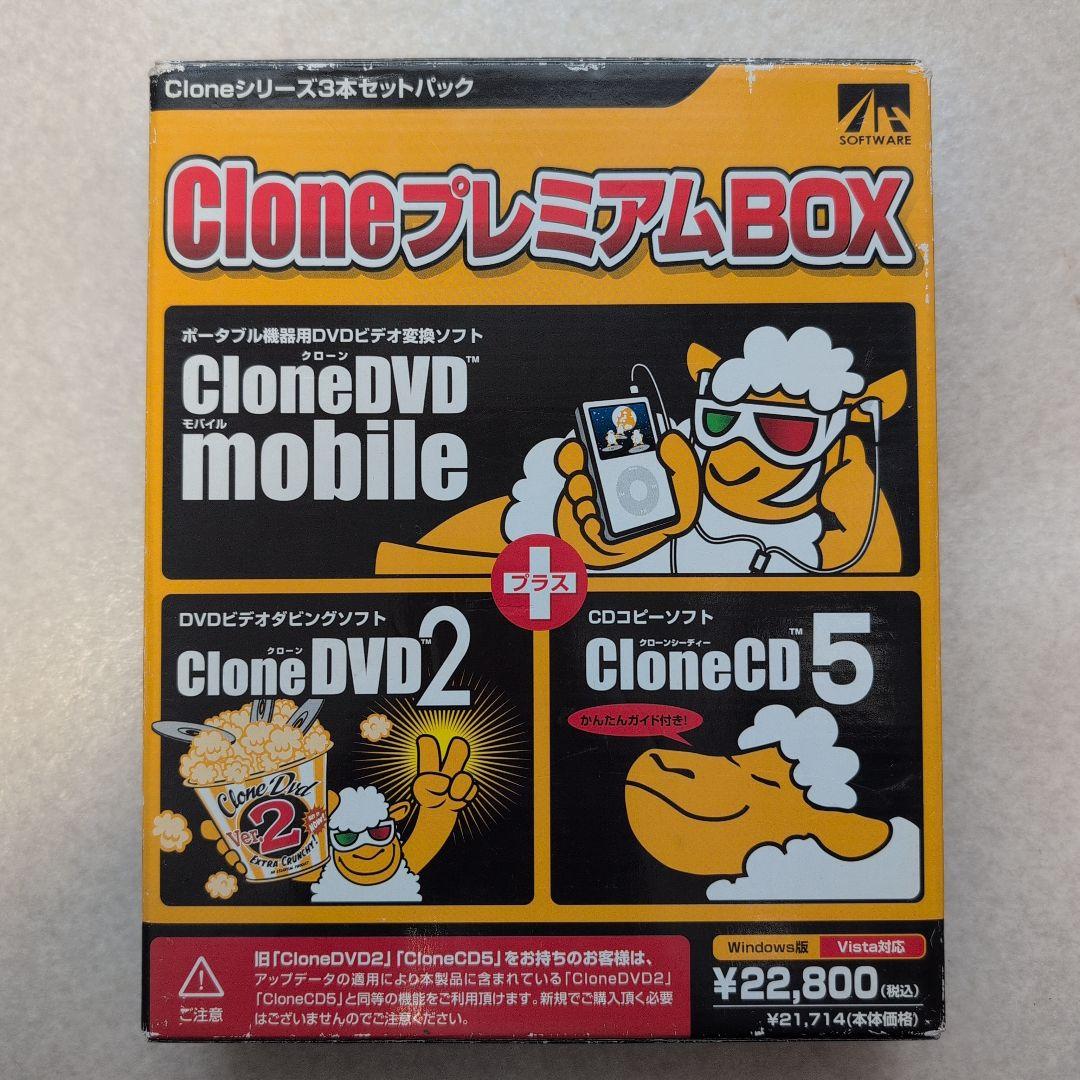 Cloneシリーズ3本セットパック
AH
SOFTWARE
CloneプレミアムBOX
ポータブル機器用DVDビデオ変換ソフト
クローン
CloneDVD™
モバイル
mobile
プラス
DVDビデオダビングソフト
クローン
CloneDVD™2
Clone Dvd
Ver.2
BUY IT NOW!
EXTRA CRUNCHY!
CDコピーソフト
クローンシーディー
CloneCD™5
かんたんガイド付き!
ご注意
旧「CloneDVD2」「CloneCD5」をお持ちのお客様は、
アップデータの適用により本製品に含まれている「CloneDVD2」
「CloneCD5」と同等の機能をご利用頂けます。新規でご購入頂く必要
はございませんのでご注意ください。
Windows版 Vista対応
¥22,800(税込)
¥21,714(本体価格)